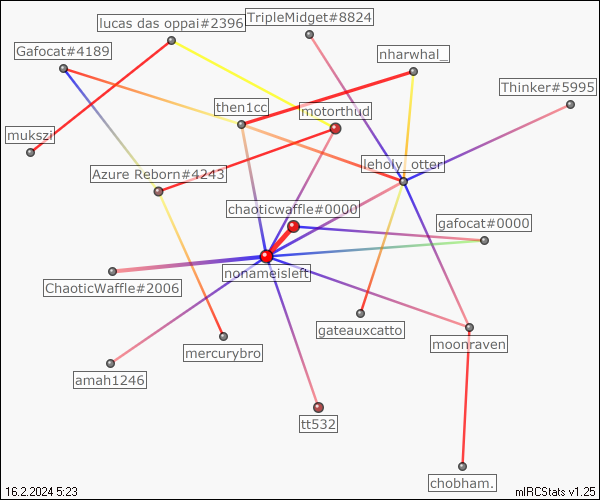 lucas das oppai#2396
TripleMidget#8824
Gafocat#4189
nharwhal_
Thinker#5995
then1cc
motorthud
mukszi
leholy_otter
Azure Reborn#4243
chaoticwaffle#0000
gafocat#0000
nonameisleft
ChaoticWaffle#2006
gateauxcatto
moonraven
mercurybro
amah1246
tt532
chobham.
16.2.2024 5:23
mIRCStats v1.25